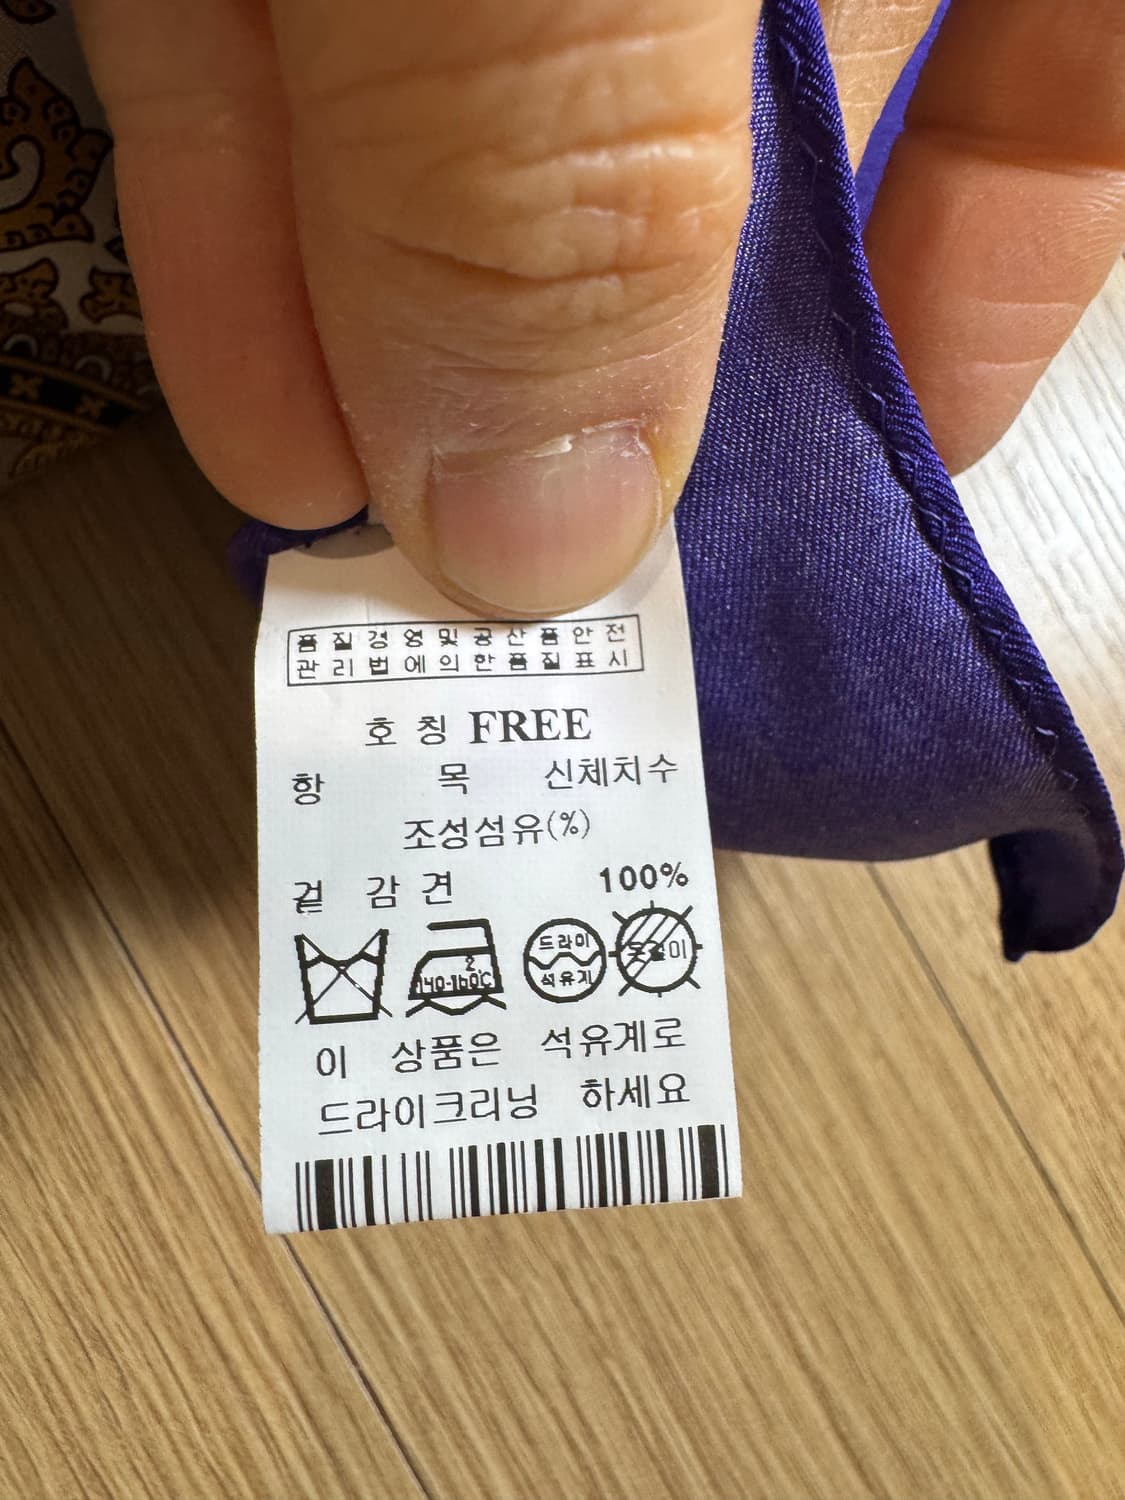 품질경영및공산품안전
관리법에의한품질표시
호칭 FREE
항 목 신체치수
조성섬유(%)
겉감 견 100%
2
140-160℃
드라이
석유계
이 상품은 석유계로
드라이크리닝 하세요